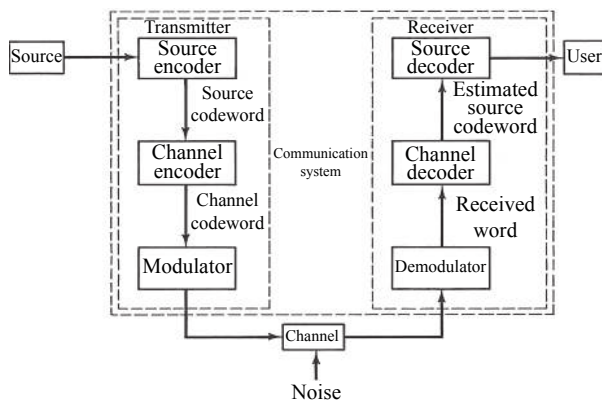 Transmitter
Source
Source
encoder
Source
codeword
Channel
encoder
Channel
codeword
Modulator
Communication
system
Channel
Noise
Receiver
Source
decoder
User
Estimated
source
codeword
Channel
decoder
Received
word
Demodulator